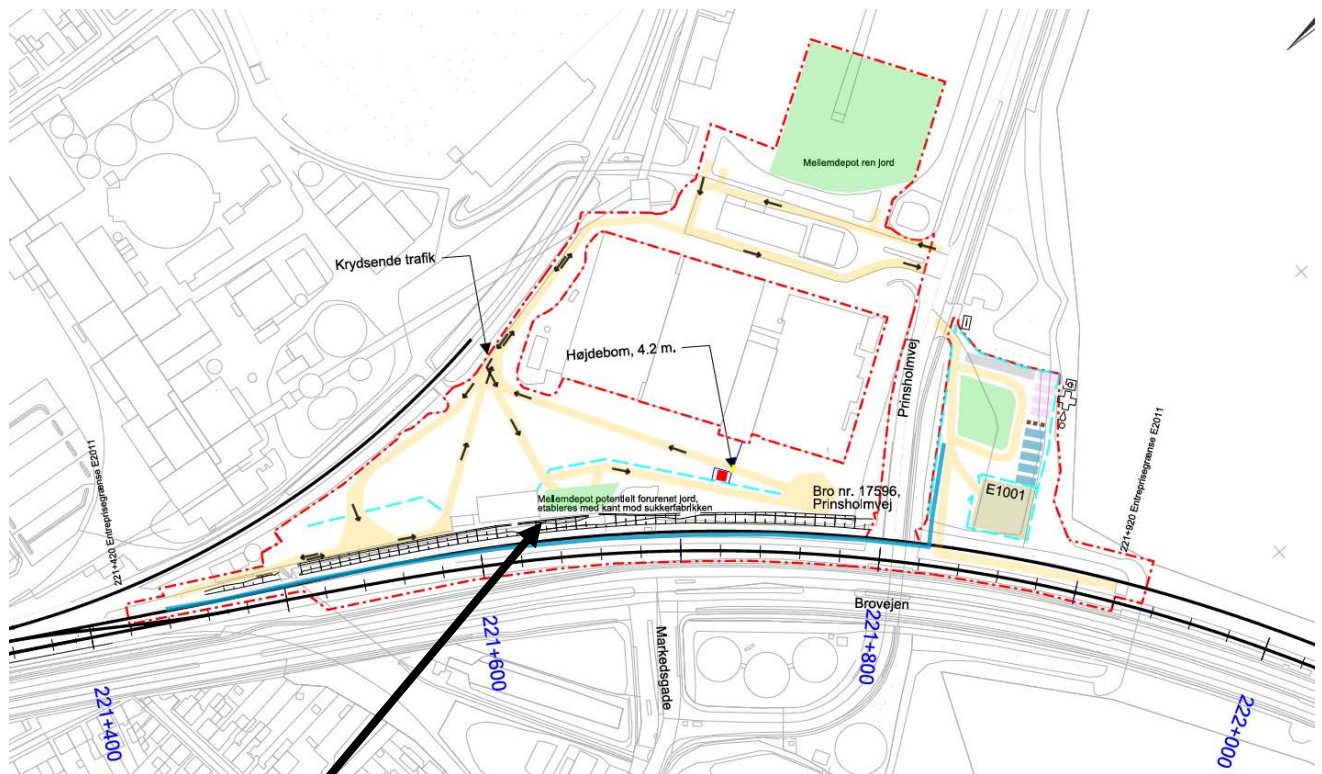 Mellemdepot ren jord
Krydsende trafik
Højdebom, 4.2 m.
Prinsholmvej
221+420 Entreprisegrænse E2011
Mellemdepot potentielt forurenet jord,
etableres med kant mod sukkerfabrikken
Bro nr. 17596,
Prinsholmvej
E1001
221+920 Entreprisegrænse E2011
Brovejen
Markedsgade
221+400
221+600
221+800
222+000